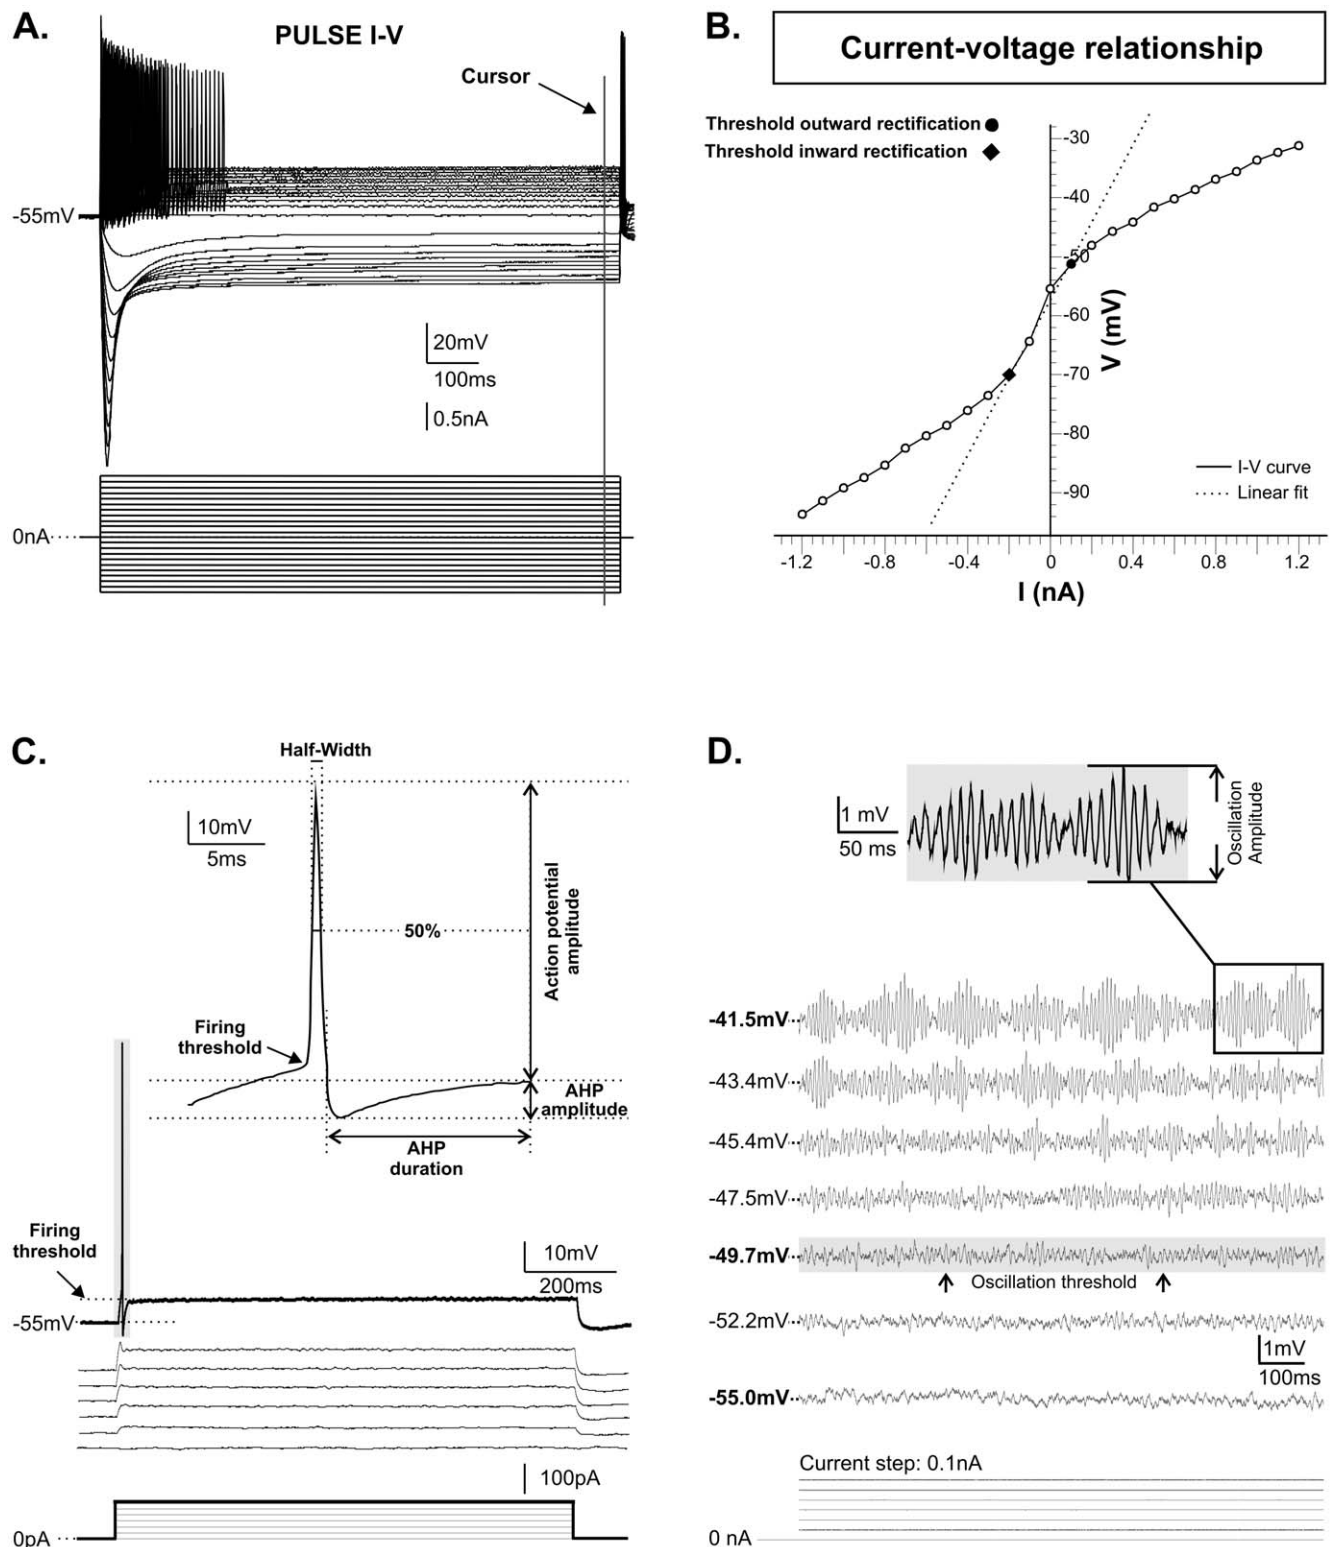 A.
PULSE I-V
Cursor
-55mV
20mV
100ms
0.5nA
0nA
B.
Current-voltage relationship
Threshold outward rectification
Threshold inward rectification
-30
-40
-50
-60
-70
-80
-90
V (mV)
I-V curve
Linear fit
-1.2 -0.8 -0.4 0 0.4 0.8 1.2
I (nA)
C.
Half-Width
10mV
5ms
50%
Action potential
amplitude
Firing
threshold
AHP
amplitude
AHP
duration
Firing
threshold
10mV
200ms
-55mV
100pA
0pA
D.
1 mV
50 ms
Oscillation
Amplitude
-41.5mV
-43.4mV
-45.4mV
-47.5mV
-49.7mV
Oscillation threshold
-52.2mV
1mV
100ms
-55.0mV
Current step: 0.1nA
0 nA